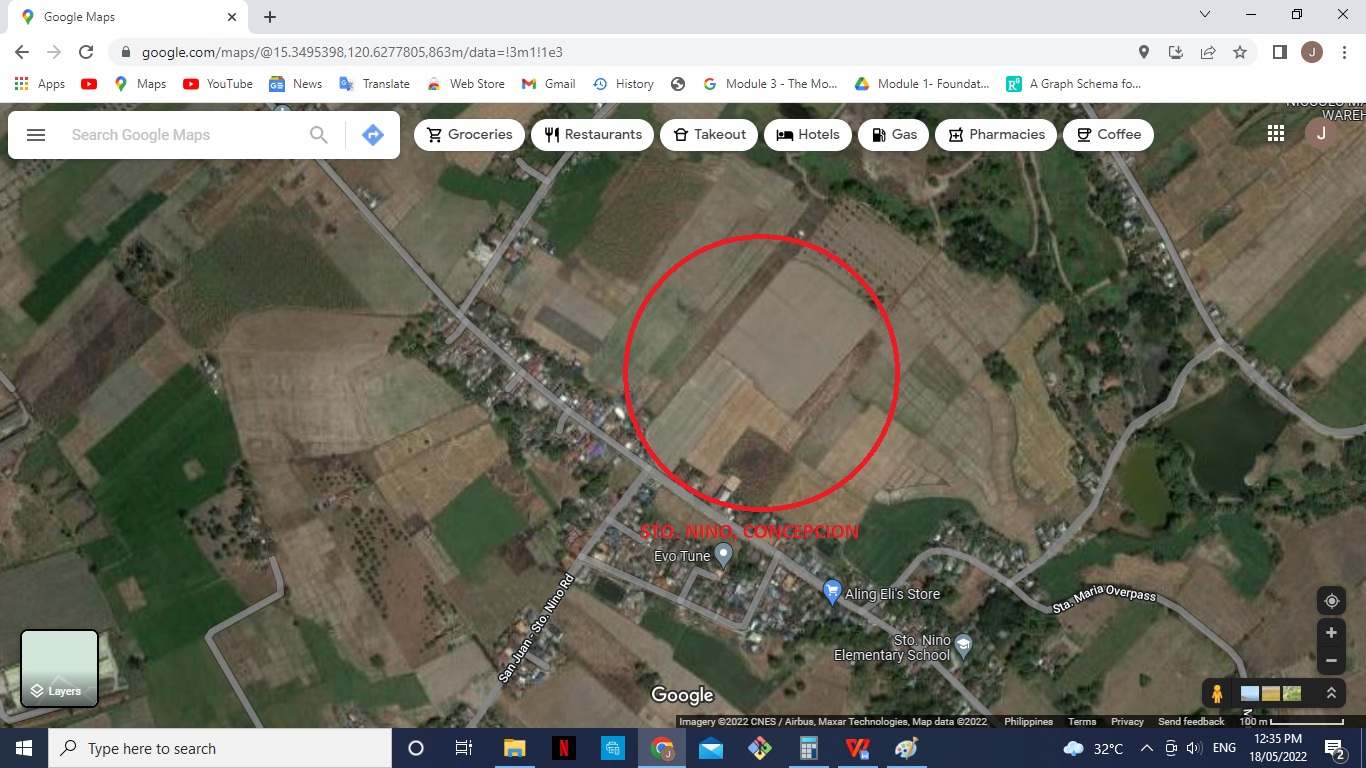 Google Maps
google.com/maps/@15.3495398,120.6277805,863m/data=!3m1!1e3
J
Apps
Maps
YouTube
News
Translate
Web Store
Gmail
History
Module 3 - The Mo...
Module 1- Foundat...
A Graph Schema fo...
Search Google Maps
Groceries
Restaurants
Takeout
Hotels
Gas
Pharmacies
Coffee
J
STO. NINO, CONCEPCION
Evo Tune
Aling Eli's Store
Sta. Maria Overpass
San Juan - Sto. Nino Rd
Sto. Nino
Elementary School
Layers
Google
Imagery ©2022 CNES / Airbus, Maxar Technologies, Map data ©2022
Philippines
Terms
Privacy
Send feedback
100 m
Type here to search
32°C
ENG
12:35 PM
18/05/2022
2